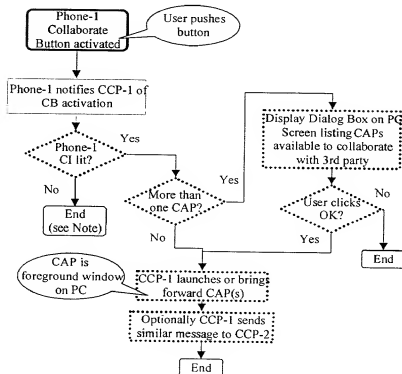 Phone-1
Collaborate
Button activated
User pushes
button
Phone-1 notifies CCP-1 of
CB activation
Phone-1
CI lit?
Yes
No
End
(see Note)
More than
one CAP?
Yes
No
Display Dialog Box on PC
Screen listing CAPs
available to collaborate
with 3rd party
User clicks
OK?
No
Yes
End
CAP is
foreground window
on PC
CCP-1 launches or brings
forward CAP(s)
Optionally CCP-1 sends
similar message to CCP-2
End